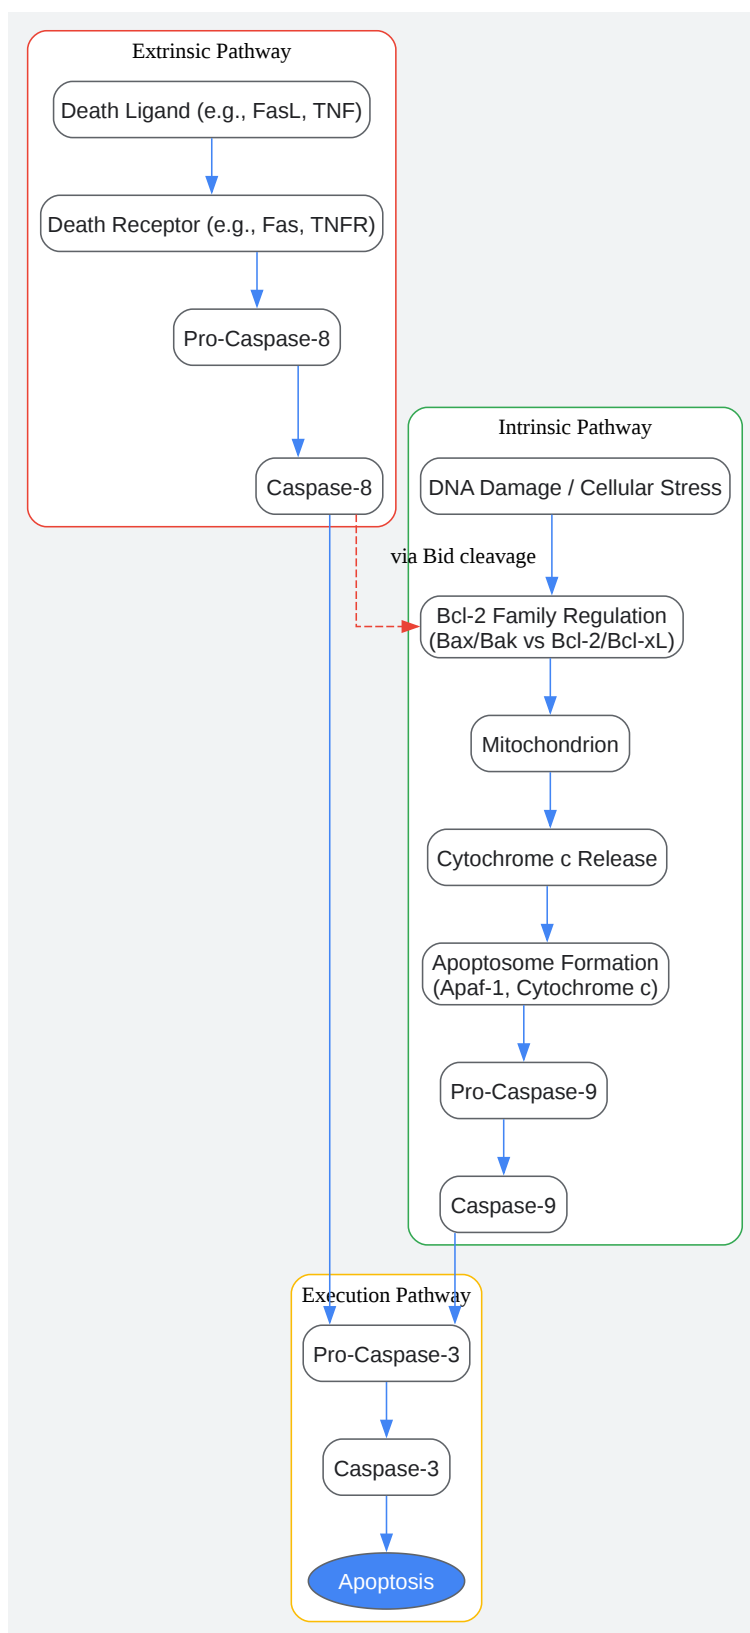 Extrinsic Pathway
Death Ligand (e.g., FasL, TNF)
Death Receptor (e.g., Fas, TNFR)
Pro-Caspase-8
Caspase-8
Intrinsic Pathway
DNA Damage / Cellular Stress
via Bid cleavage
Bcl-2 Family Regulation
(Bax/Bak vs Bcl-2/Bcl-xL)
Mitochondrion
Cytochrome c Release
Apoptosome Formation
(Apaf-1, Cytochrome c)
Pro-Caspase-9
Caspase-9
Execution Pathway
Pro-Caspase-3
Caspase-3
Apoptosis